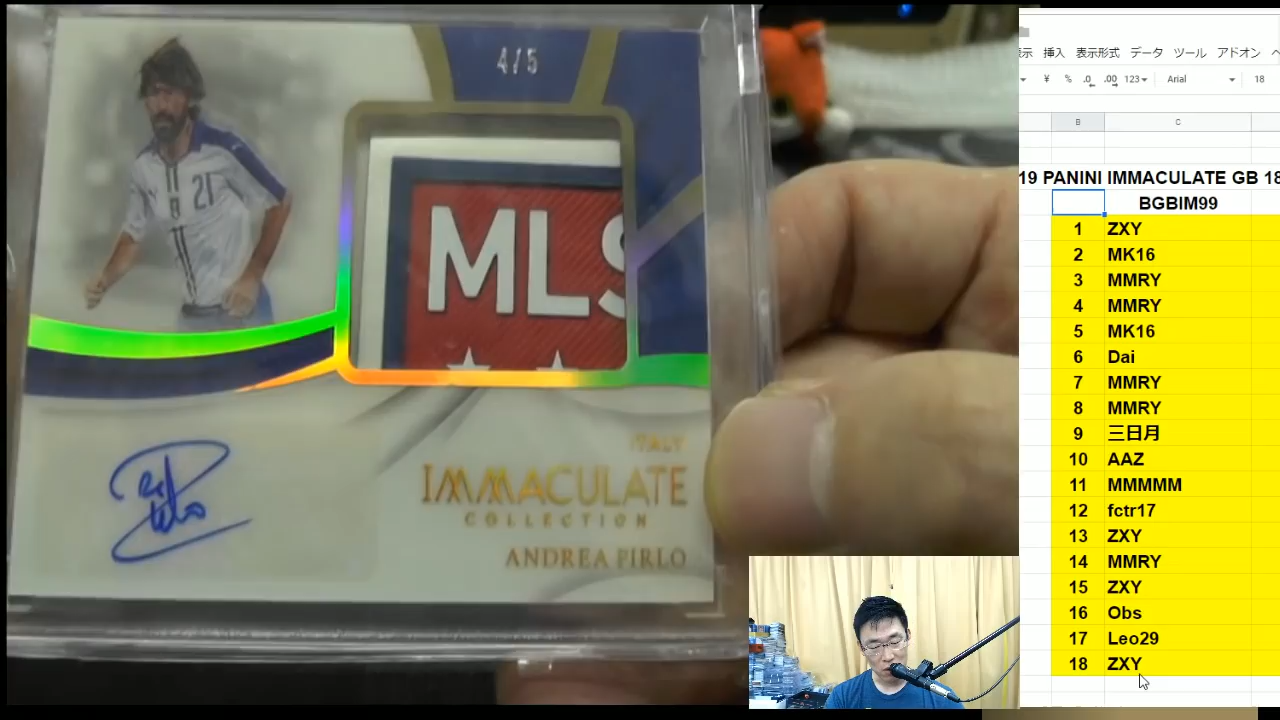 4/5
21
MLS
ITALY
IMMACULATE
COLLECTION
ANDREA PIRLO
挿入 表示形式 データ ツール アドオン
¥ % .0 .00 123 Arial 18
B C
19 PANINI IMMACULATE GB 18
BGBIM99
1 ZXY
2 MK16
3 MMRY
4 MMRY
5 MK16
6 Dai
7 MMRY
8 MMRY
9 三日月
10 AAZ
11 MMMMM
12 fctr17
13 ZXY
14 MMRY
15 ZXY
16 Obs
17 Leo29
18 ZXY